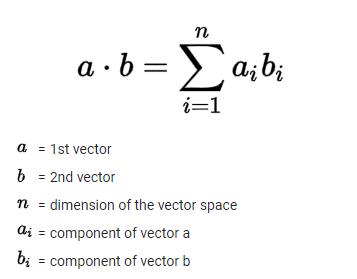 a · b = \sum_{i=1}^{n} a_i b_i
a = 1st vector
b = 2nd vector
n = dimension of the vector space
a_i = component of vector a
b_i = component of vector b